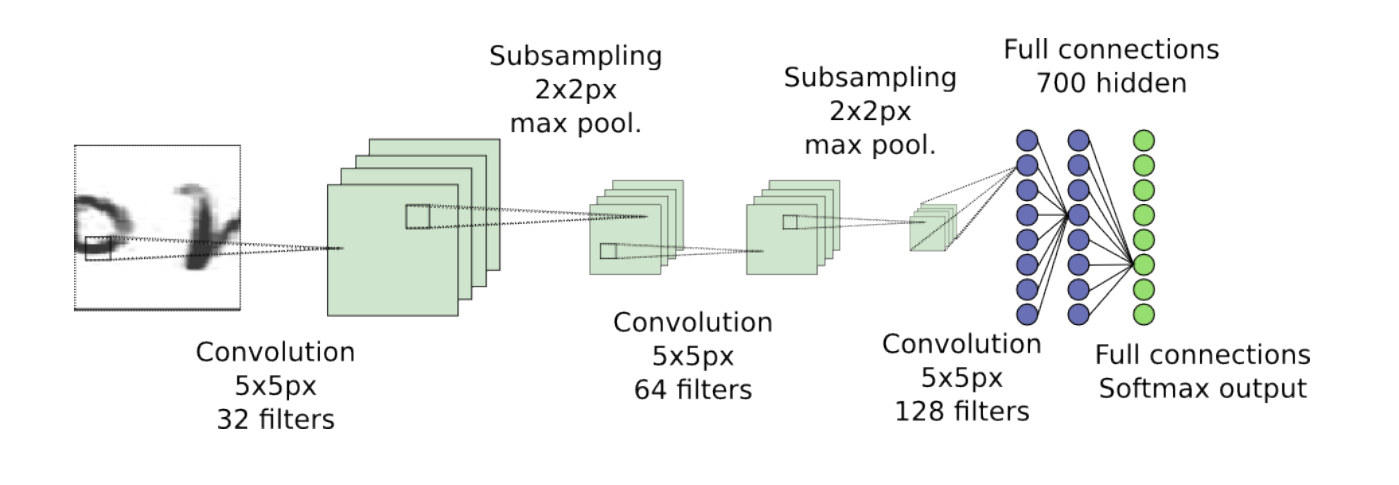 Subsampling
2x2px
max pool.
Subsampling
2x2px
max pool.
Full connections
700 hidden
Convolution
5x5px
32 filters
Convolution
5x5px
64 filters
Convolution
5x5px
128 filters
Full connections
Softmax output